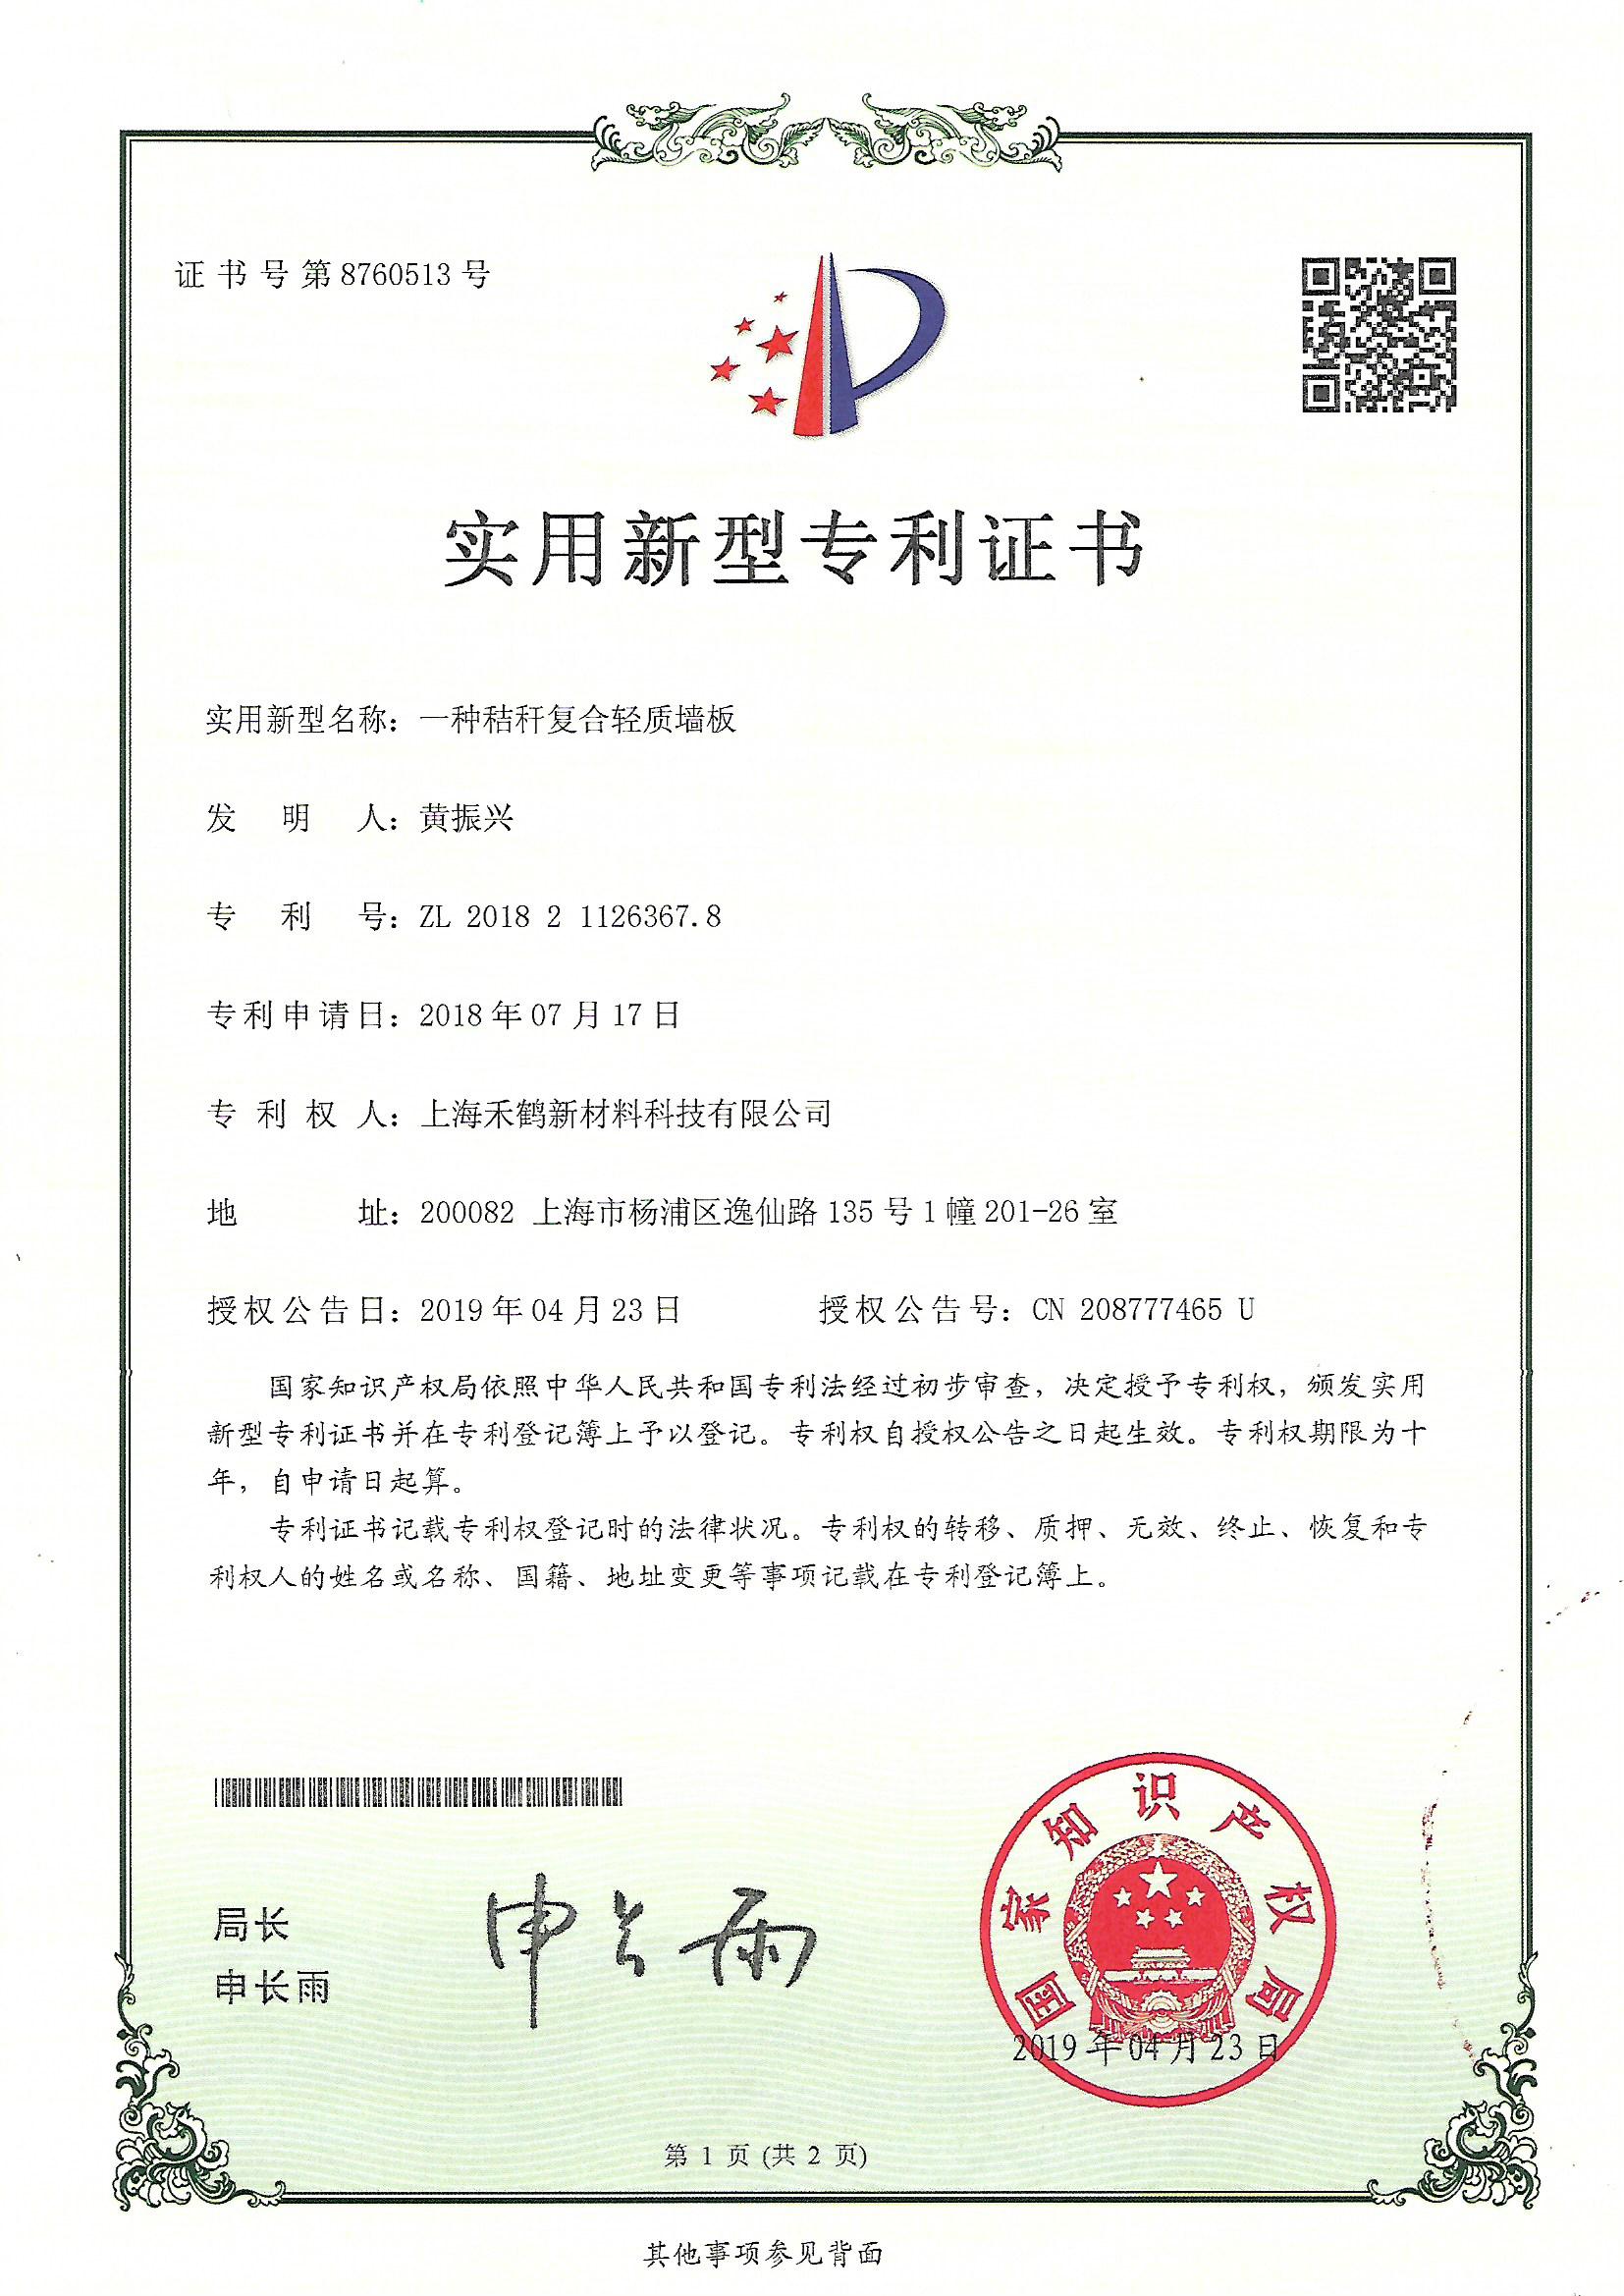 证书号第8760513号
实用新型专利证书
实用新型名称：一种秸秆复合轻质墙板
发明人：黄振兴
专利号：ZL 2018 2 1126367.8
专利申请日：2018年07月17日
专利权人：上海禾鹤新材料科技有限公司
地址：200082 上海市杨浦区逸仙路135号1幢201-26室
授权公告日：2019年04月23日 授权公告号：CN 208777465 U
国家知识产权局依照中华人民共和国专利法经过初步审查，决定授予专利权，颁发实用
新型专利证书并在专利登记簿上予以登记。专利权自授权公告之日起生效。专利权期限为十
年，自申请日起算。
专利证书记载专利权登记时的法律状况。专利权的转移、质押、无效、终止、恢复和专
利权人的姓名或名称、国籍、地址变更等事项记载在专利登记簿上。
局长
申长雨
申长雨
国家知识产权局
2019年04月23日
第 1 页 (共 2 页)
其他事项参见背面